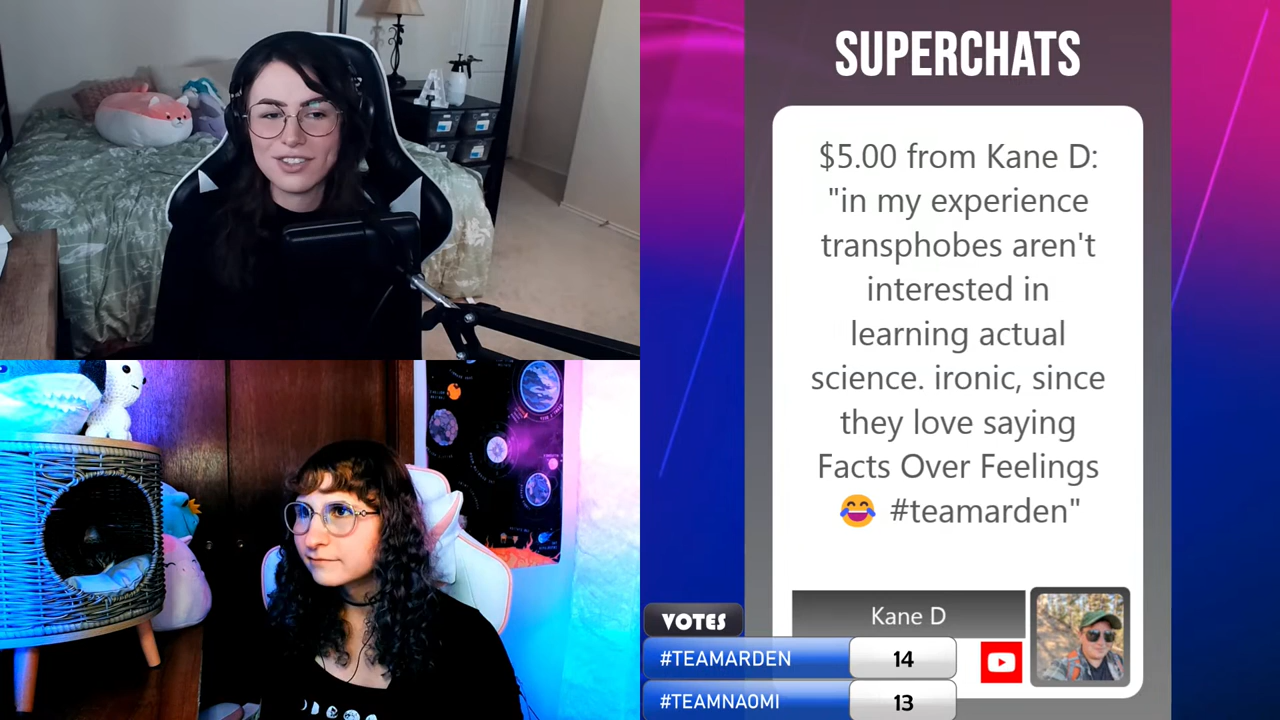 SUPERCHATS
$5.00 from Kane D:
"in my experience
transphobes aren't
interested in
learning actual
science. ironic, since
they love saying
Facts Over Feelings
😂 #teamarden"
Kane D
VOTES
#TEAMARDEN 14
#TEAMNAOMI 13